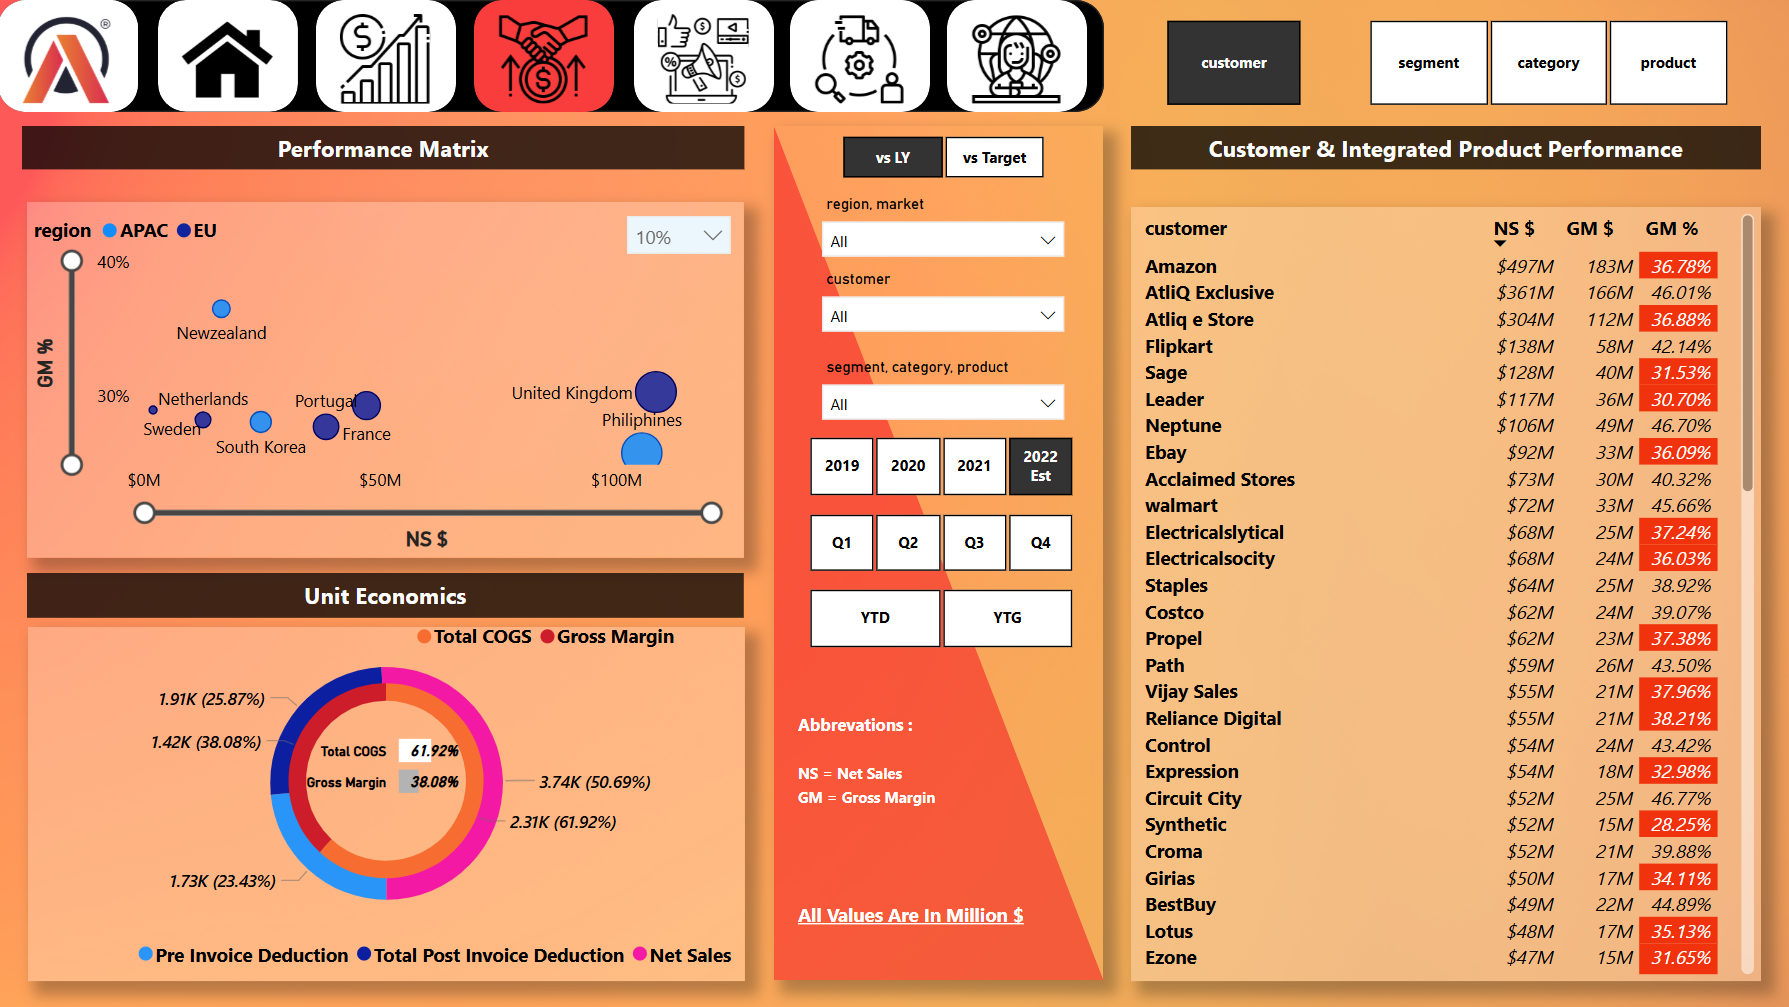 ®
customer
segment
category
product
Performance Matrix
region APAC EU
10%
40%
GM %
30%
Newzealand
Netherlands
Sweden
South Korea
Portugal
France
United Kingdom
Philiphines
$0M
$50M
$100M
NS $
Unit Economics
Total COGS Gross Margin
1.91K (25.87%)
1.42K (38.08%)
Total COGS 61.92%
Gross Margin 38.08%
3.74K (50.69%)
2.31K (61.92%)
1.73K (23.43%)
Pre Invoice Deduction Total Post Invoice Deduction Net Sales
vs LY
vs Target
region, market
All
customer
All
segment, category, product
All
2019
2020
2021
2022
Est
Q1
Q2
Q3
Q4
YTD
YTG
Abbrevations :
NS = Net Sales
GM = Gross Margin
All Values Are In Million $
Customer & Integrated Product Performance
customer NS $ GM $ GM %
Amazon $497M 183M 36.78%
AtliQ Exclusive $361M 166M 46.01%
Atliq e Store $304M 112M 36.88%
Flipkart $138M 58M 42.14%
Sage $128M 40M 31.53%
Leader $117M 36M 30.70%
Neptune $106M 49M 46.70%
Ebay $92M 33M 36.09%
Acclaimed Stores $73M 30M 40.32%
walmart $72M 33M 45.66%
Electricalslytical $68M 25M 37.24%
Electricalsocity $68M 24M 36.03%
Staples $64M 25M 38.92%
Costco $62M 24M 39.07%
Propel $62M 23M 37.38%
Path $59M 26M 43.50%
Vijay Sales $55M 21M 37.96%
Reliance Digital $55M 21M 38.21%
Control $54M 24M 43.42%
Expression $54M 18M 32.98%
Circuit City $52M 25M 46.77%
Synthetic $52M 15M 28.25%
Croma $52M 21M 39.88%
Girias $50M 17M 34.11%
BestBuy $49M 22M 44.89%
Lotus $48M 17M 35.13%
Ezone $47M 15M 31.65%